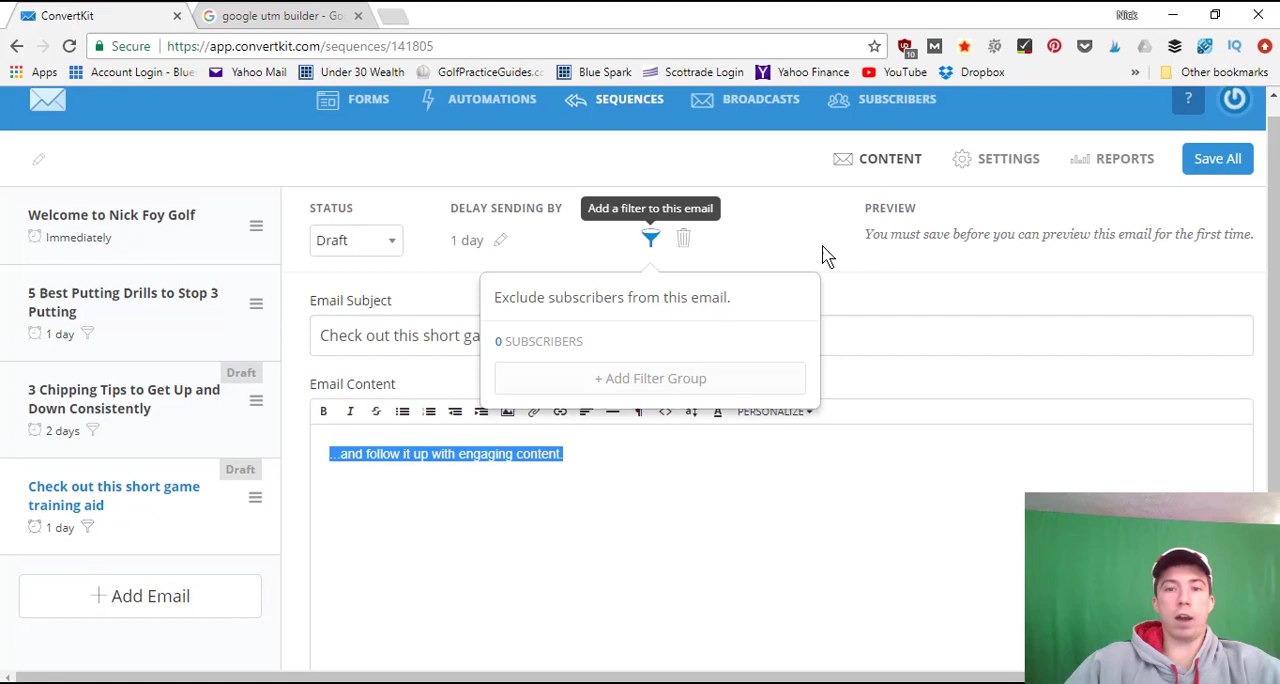 ConvertKit
google utm builder - Go
Nick
Secure
https://app.convertkit.com/sequences/141805
10
Apps
Account Login - Blue
Yahoo Mail
Under 30 Wealth
GolfPracticeGuides.c
Blue Spark
Scottrade Login
Yahoo Finance
YouTube
Dropbox
»
Other bookmarks
FORMS
AUTOMATIONS
SEQUENCES
BROADCASTS
SUBSCRIBERS
?
CONTENT
SETTINGS
REPORTS
Save All
Welcome to Nick Foy Golf
Immediately
5 Best Putting Drills to Stop 3
Putting
1 day
Draft
3 Chipping Tips to Get Up and
Down Consistently
2 days
Draft
Check out this short game
training aid
1 day
+ Add Email
STATUS
Draft
DELAY SENDING BY
1 day
Add a filter to this email
PREVIEW
You must save before you can preview this email for the first time.
Exclude subscribers from this email.
0 SUBSCRIBERS
+ Add Filter Group
Email Subject
Check out this short ga
Email Content
B I S
PERSONALIZE
...and follow it up with engaging content.